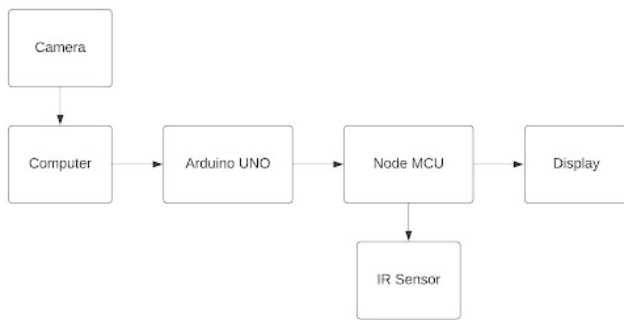 Camera
Computer
Arduino UNO
Node MCU
Display
IR Sensor